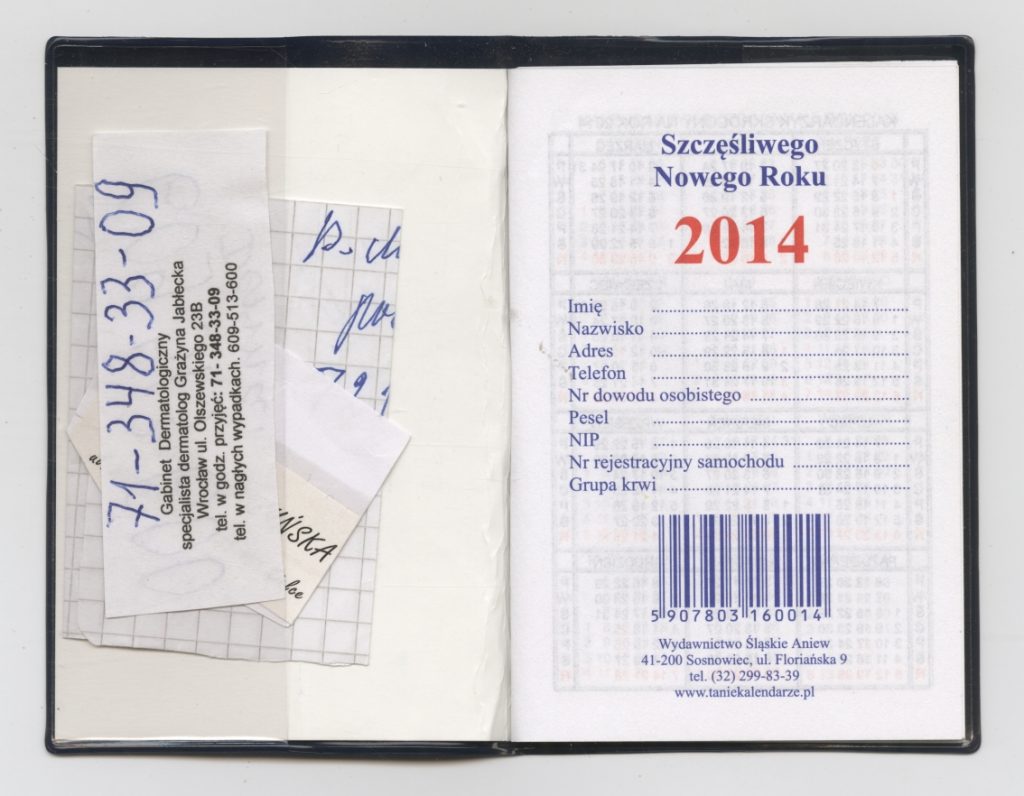 71-348-33-09
Gabinet Dermatologiczny
specjalista dermatolog Grażyna Jabłecka
Wrocław ul. Olszewskiego 23B
tel. w godz. przyjęć: 71- 348-33-09
tel. w nagłych wypadkach. 609-513-600
Szczęśliwego
Nowego Roku
2014
Imię
Nazwisko
Adres
Telefon
Nr dowodu osobistego
Pesel
NIP
Nr rejestracyjny samochodu
Grupa krwi
5 907803 160014
Wydawnictwo Śląskie Aniew
41-200 Sosnowiec, ul. Floriańska 9
tel. (32) 299-83-39
www.taniekalendarze.pl